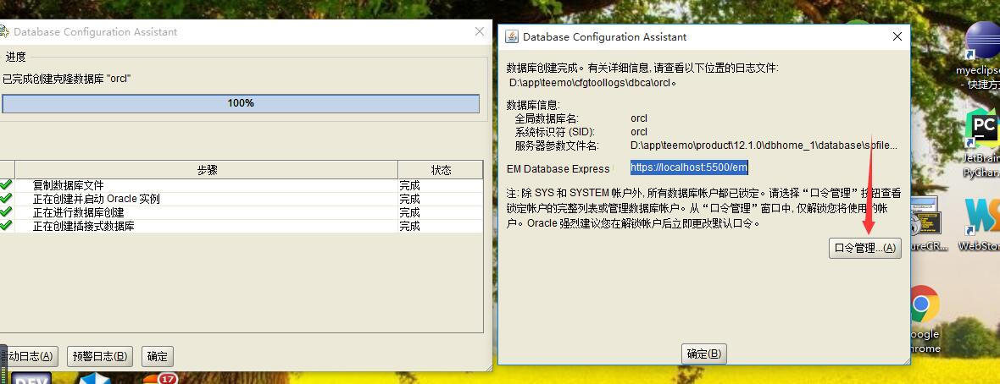 Database Configuration Assistant
进度
已完成创建克隆数据库 "orcl"
100%
步骤 状态
复制数据库文件 完成
正在创建并启动 Oracle 实例 完成
正在进行数据库创建 完成
正在创建插接式数据库 完成
动日志(A) 预警日志(B) 确定
Database Configuration Assistant
数据库创建完成。有关详细信息, 请查看以下位置的日志文件:
D:\app\teemo\cfgtoollogs\dbca\orcl。
数据库信息:
全局数据库名: orcl
系统标识符 (SID): orcl
服务器参数文件名: D:\app\teemo\product\12.1.0\dbhome_1\database\spfile...
EM Database Express https://localhost:5500/em
注: 除 SYS 和 SYSTEM 帐户外, 所有数据库帐户都已锁定。请选择“口令管理”按钮查看
锁定帐户的完整列表或管理数据库帐户。从“口令管理”窗口中, 仅解锁您将使用的帐
户。Oracle 强烈建议您在解锁帐户后立即更改默认口令。
口令管理...(A)
确定(B)
myeclipse
- 快捷方式
PC
JetBrain
PyChar...
WS
ureCR...
WebSto
oogle
hrome
DEV
17